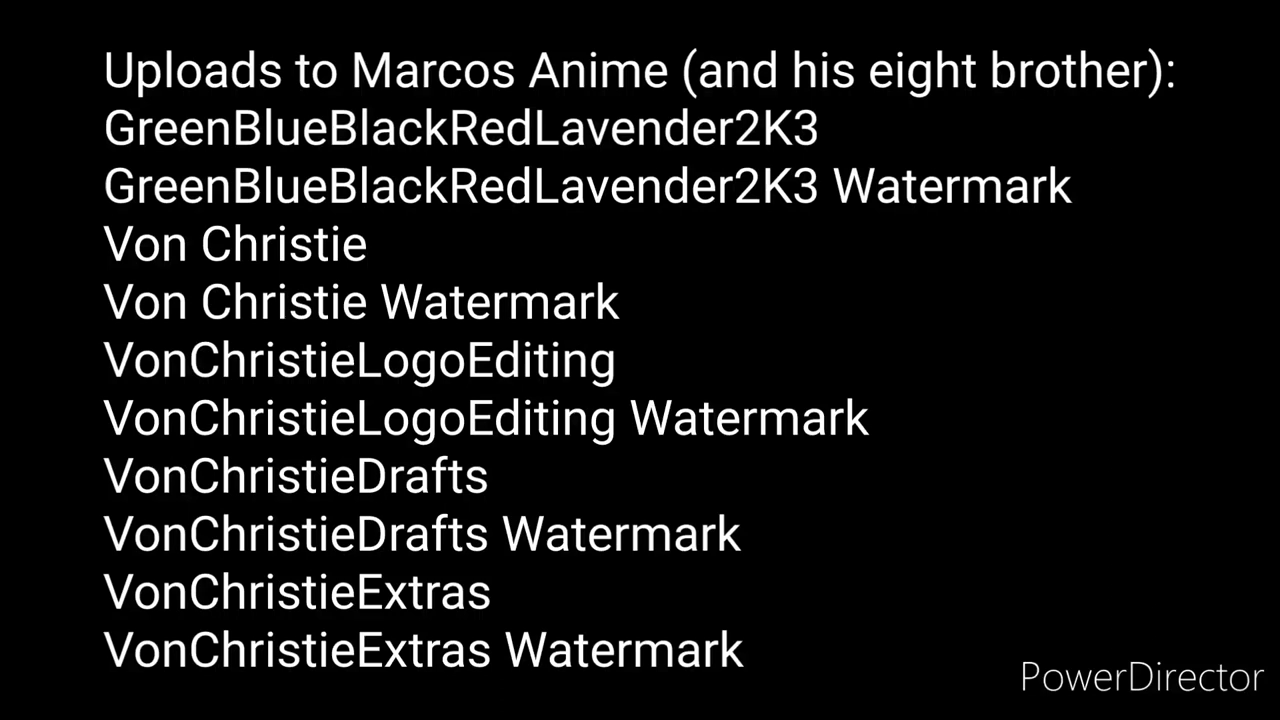 Uploads to Marcos Anime (and his eight brother):
GreenBlueBlackRedLavender2K3
GreenBlueBlackRedLavender2K3 Watermark
Von Christie
Von Christie Watermark
VonChristieLogoEditing
VonChristieLogoEditing Watermark
VonChristieDrafts
VonChristieDrafts Watermark
VonChristieExtras
VonChristieExtras Watermark
PowerDirector